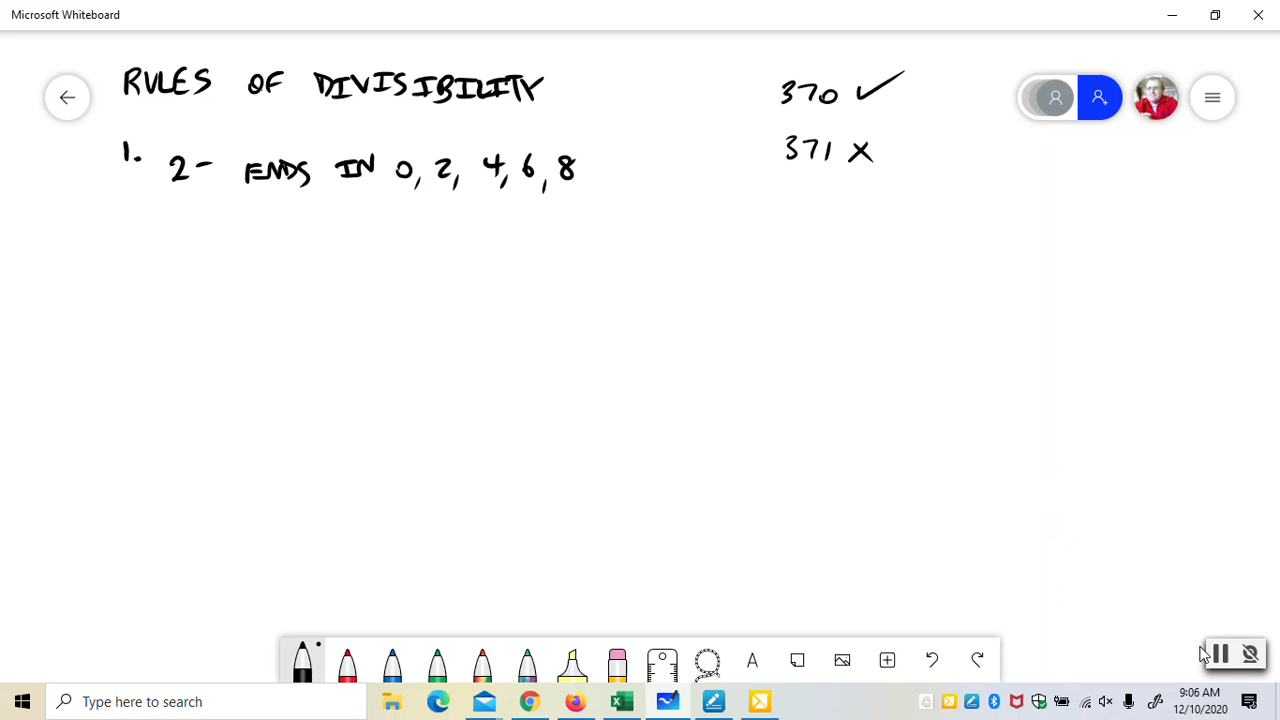 Microsoft Whiteboard
RULES OF DIVISIBILITY
1. 2- ENDS IN 0, 2, 4, 6, 8
370 ✓
371 X
A
Type here to search
9:06 AM
12/10/2020